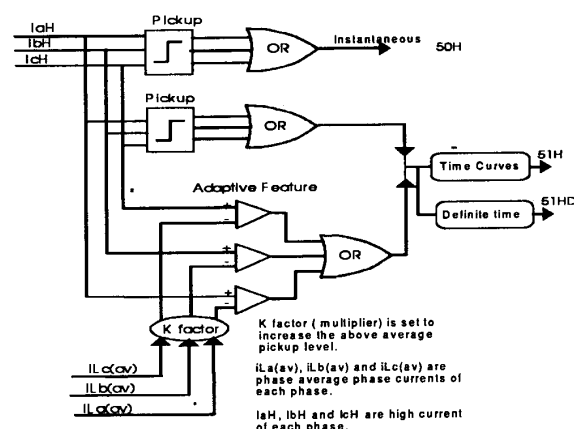 Pickup
IaH
IbH
IcH
OR
Instantaneous
50H
Pickup
OR
51H
Time Curves
Adaptive Feature
51HD
Definite time
+
-
+
-
OR
+
-
K factor
K factor ( multiplier) is set to
increase the above average
pickup level.
ILc(av)
iLa(av), iLb(av) and iLc(av) are
phase average phase currents of
each phase.
ILb(av)
ILa(av)
IaH, IbH and IcH are high current
of each phase.